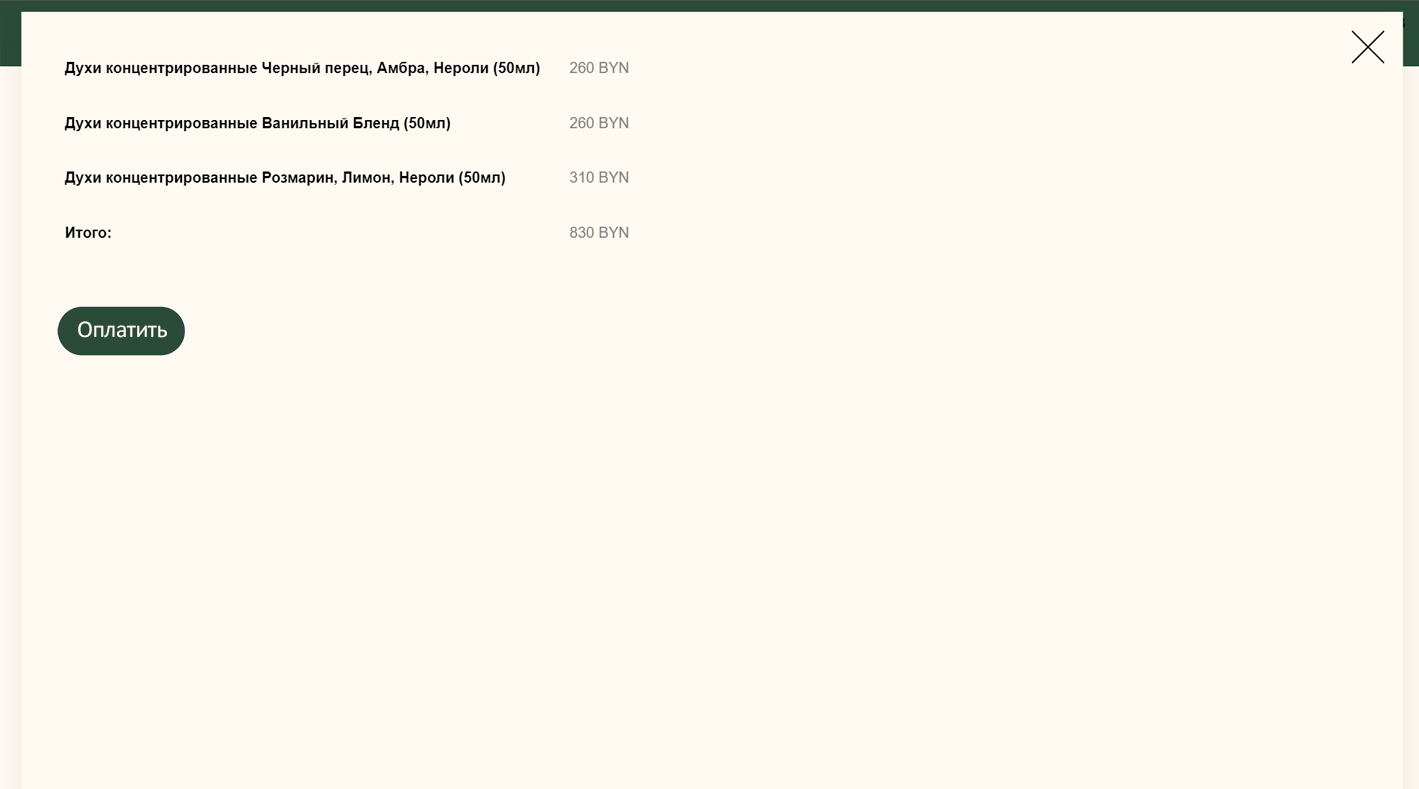 Духи концентрированные Черный перец, Амбра, Нероли (50мл) 260 BYN
Духи концентрированные Ванильный Бленд (50мл) 260 BYN
Духи концентрированные Розмарин, Лимон, Нероли (50мл) 310 BYN
Итого: 830 BYN
Оплатить